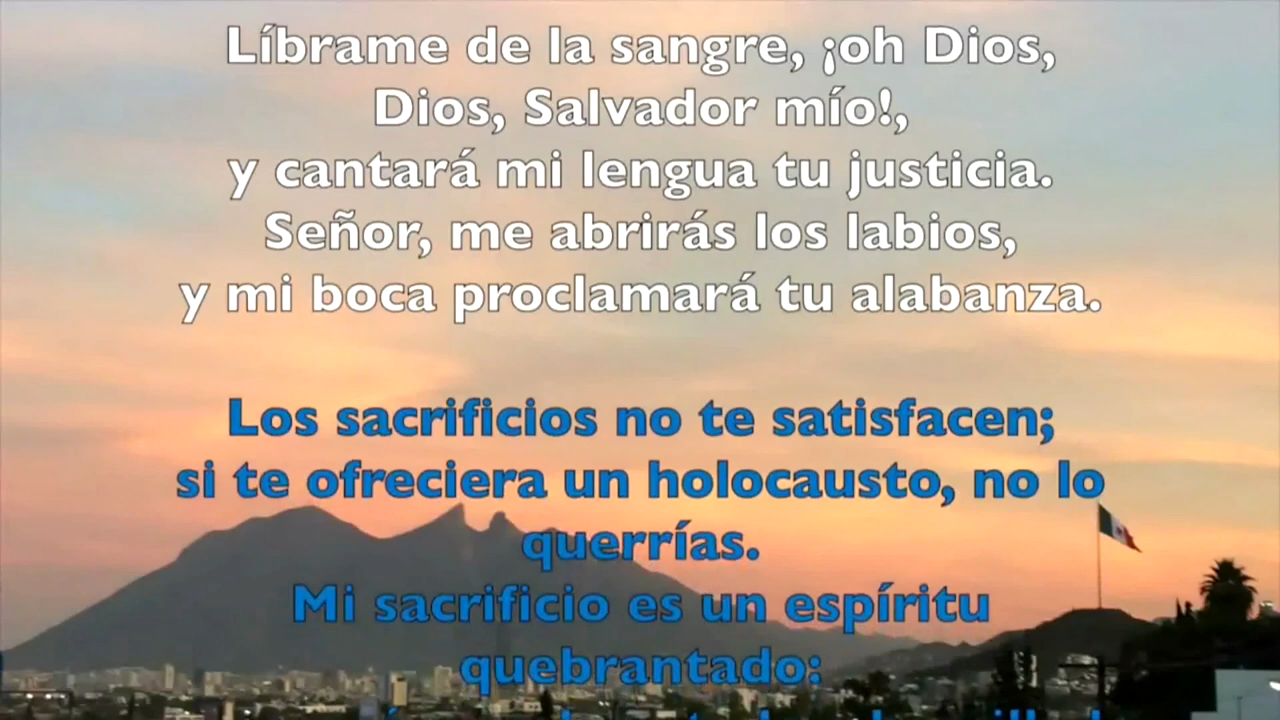 Líbrame de la sangre, ¡oh Dios,
Dios, Salvador mío!,
y cantará mi lengua tu justicia.
Señor, me abrirás los labios,
y mi boca proclamará tu alabanza.
Los sacrificios no te satisfacen;
si te ofreciera un holocausto, no lo
querrías.
Mi sacrificio es un espíritu
quebrantado: